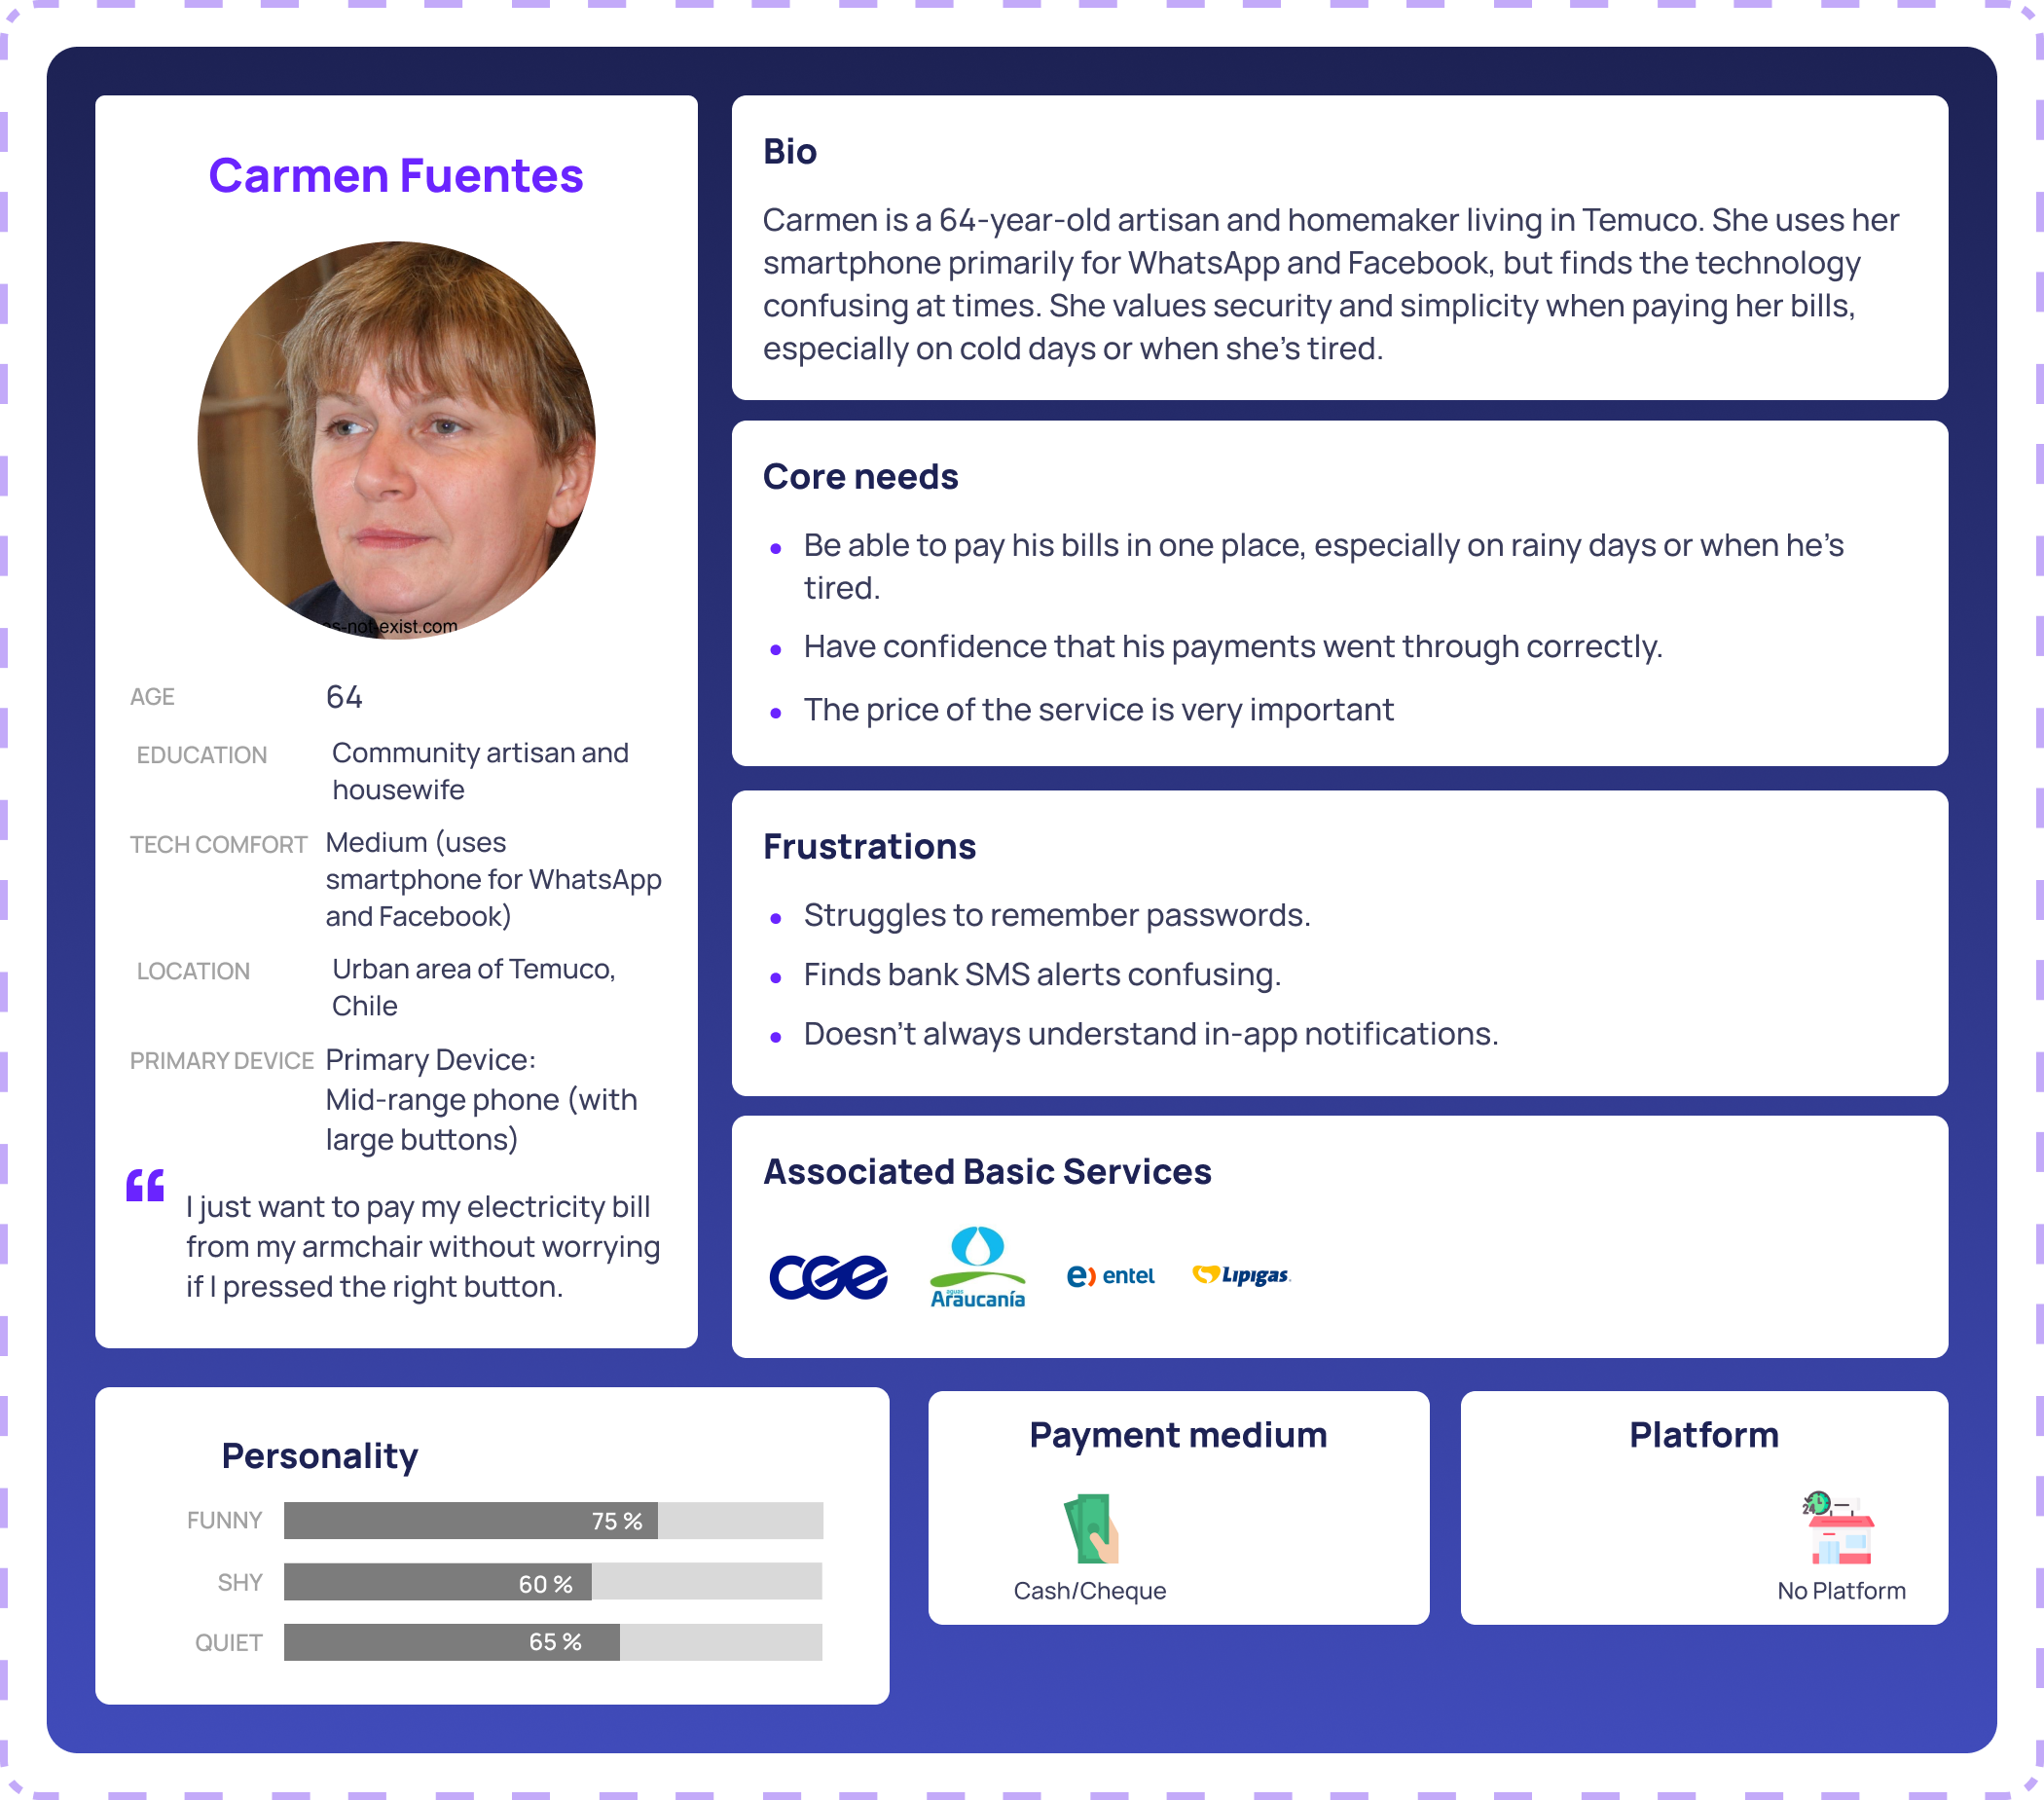 Carmen Fuentes
es-not-exist.com
AGE
64
EDUCATION
Community artisan and
housewife
TECH COMFORT
Medium (uses
smartphone for WhatsApp
and Facebook)
LOCATION
Urban area of Temuco,
Chile
PRIMARY DEVICE
Primary Device:
Mid-range phone (with
large buttons)
“
I just want to pay my electricity bill
from my armchair without worrying
if I pressed the right button.
Bio
Carmen is a 64-year-old artisan and homemaker living in Temuco. She uses her
smartphone primarily for WhatsApp and Facebook, but finds the technology
confusing at times. She values security and simplicity when paying her bills,
especially on cold days or when she’s tired.
Core needs
• Be able to pay his bills in one place, especially on rainy days or when he’s
tired.
• Have confidence that his payments went through correctly.
• The price of the service is very important
Frustrations
• Struggles to remember passwords.
• Finds bank SMS alerts confusing.
• Doesn’t always understand in-app notifications.
Associated Basic Services
cge
aguas
Araucanía
e) entel
Lipigas
Personality
FUNNY
75 %
SHY
60 %
QUIET
65 %
Payment medium
Cash/Cheque
Platform
24
No Platform